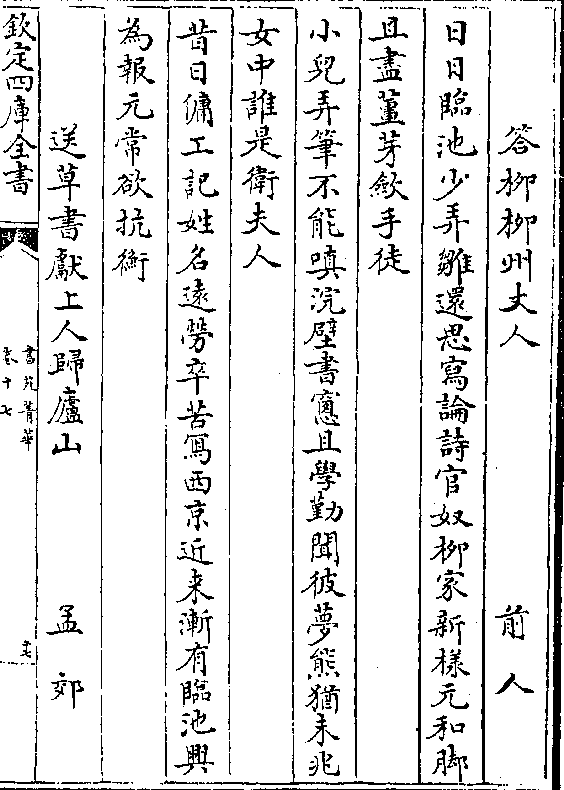 答柳柳州丈人 前人
日日臨池少弄雛還思寫論詩官奴柳家新樣元和脚
且盡薑芽歛手徒
小兒弄筆不能嗔涴壁書窻且學勤聞彼夢熊猶未兆
女中誰是衛夫人
昔日傭工記姓名遠勞卒苦寫西京近来漸有臨池興
為報元常欲抗衡
送草書獻上人歸廬山 孟郊
欽定四庫全書
書苑菁華
卷十七